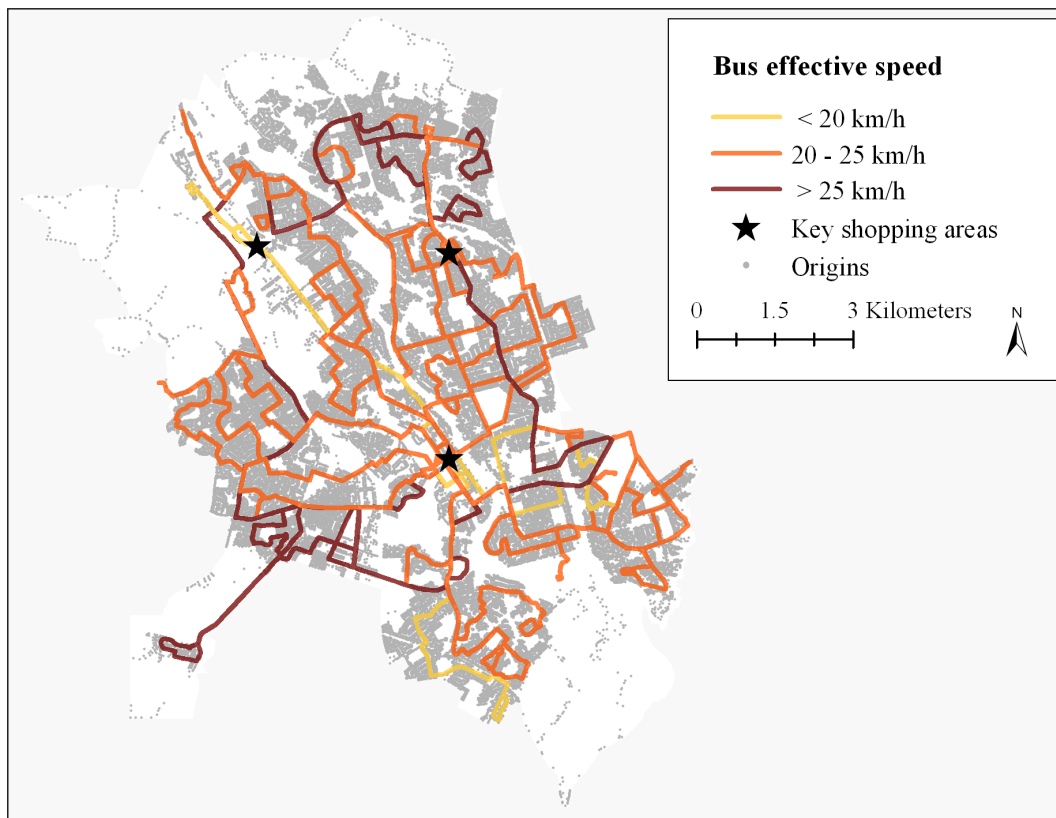 Bus effective speed
< 20 km/h
20 - 25 km/h
> 25 km/h
Key shopping areas
Origins
0 1.5 3 Kilometers
N